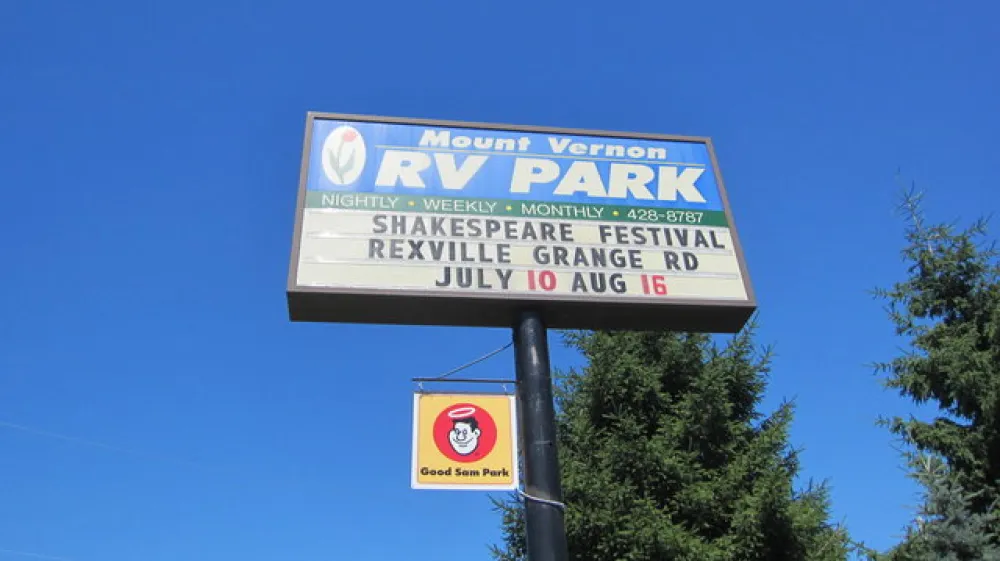 Mount Vernon
RV PARK
NIGHTLY • WEEKLY • MONTHLY • 428-8787
SHAKESPEARE FESTIVAL
REXVILLE GRANGE RD
JULY 10 AUG 16
Good Sam Park